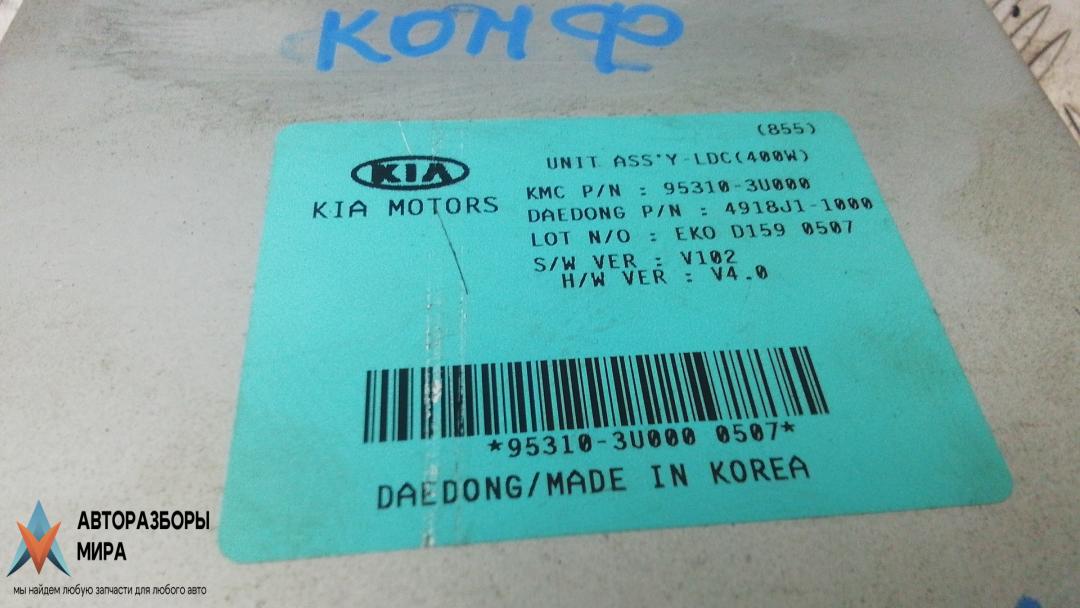 КОМФ
(855)
UNIT ASS'Y-LDC(400W)
KIA
KIA MOTORS
KMC P/N : 95310-3U000
DAEDONG P/N : 4918J1-1000
LOT N/O : EKO D159 0507
S/W VER : V102
H/W VER : V4.0
*95310-3U000 0507*
DAEDONG/MADE IN KOREA
АВТОРАЗБОРЫ
МИРА
мы найдем любую запчасти для любого авто